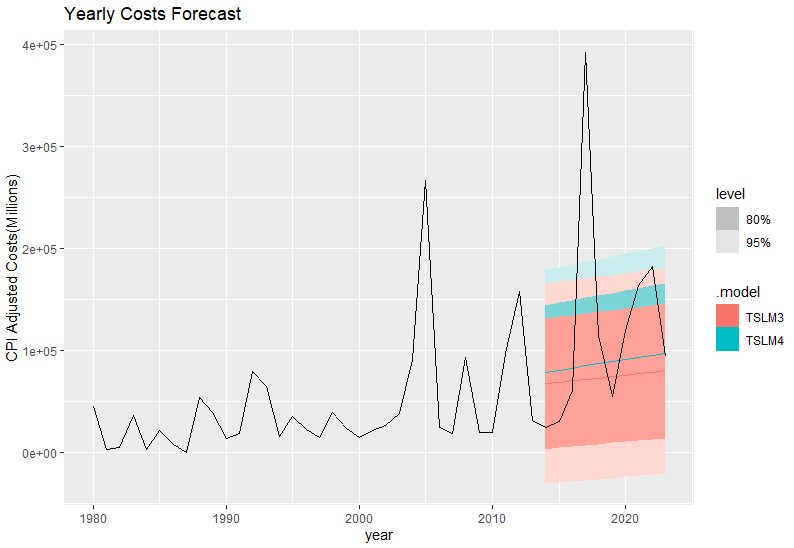 Yearly Costs Forecast
4e+05
3e+05
2e+05
1e+05
0e+00
CPI Adjusted Costs(Millions)
1980
1990
2000
2010
2020
year
level
80%
95%
.model
TSLM3
TSLM4